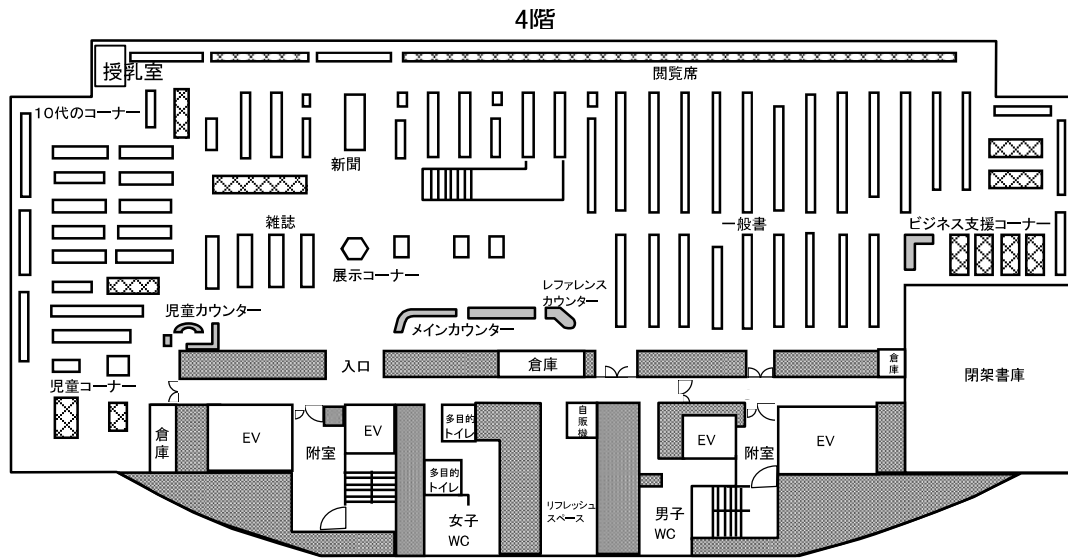 4階
授乳室
閲覧席
10代のコーナー
新聞
雑誌
一般書
ビジネス支援コーナー
展示コーナー
レファレンス
カウンター
児童カウンター
メインカウンター
入口
倉庫
倉庫
閉架書庫
児童コーナー
倉庫
EV
附室
EV
多目的
トイレ
多目的
トイレ
女子
WC
自販機
リフレッシュ
スペース
男子
WC
EV
附室
EV